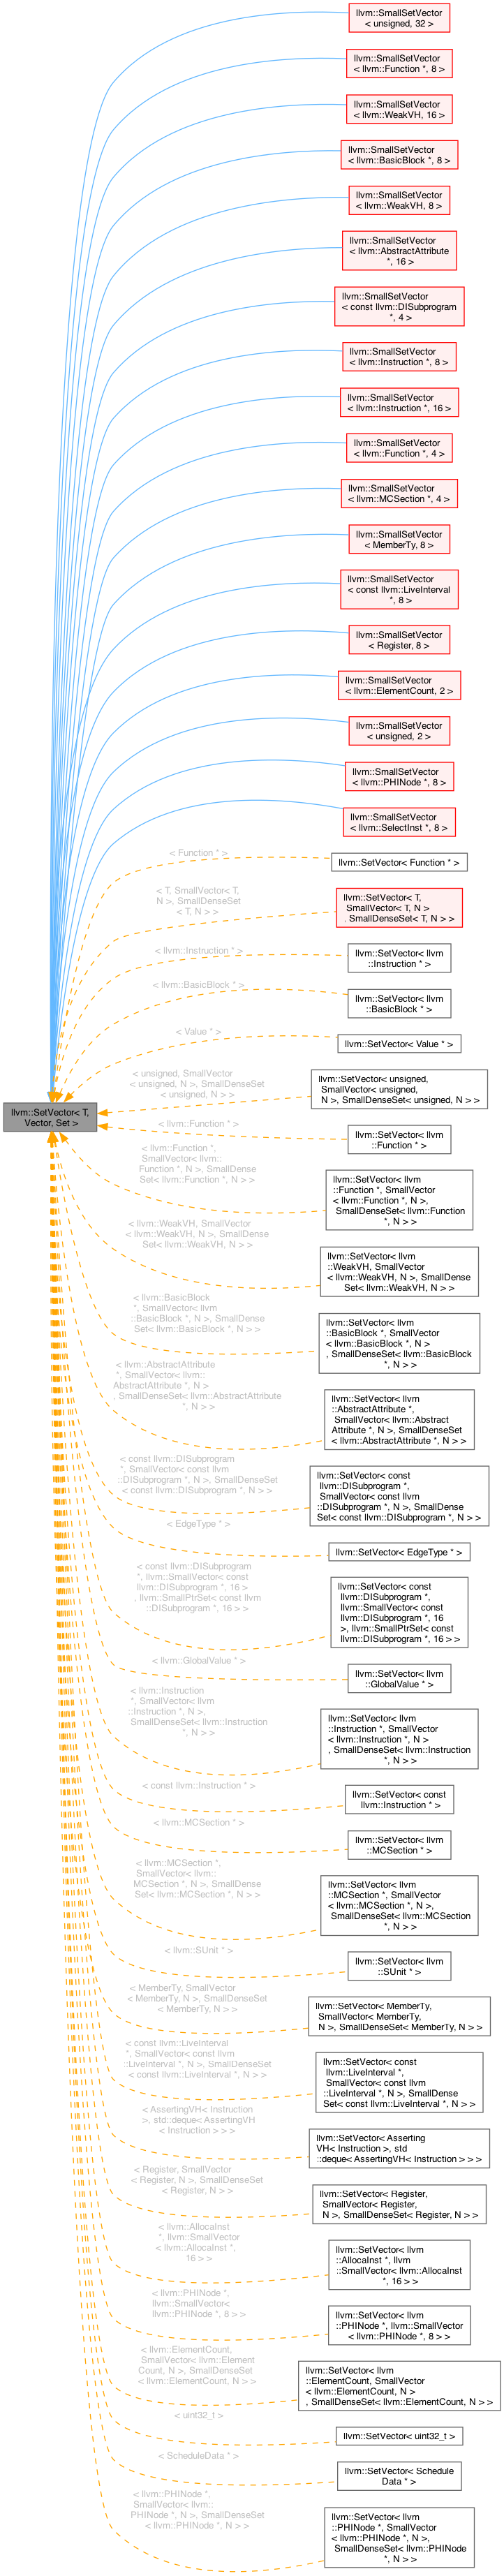 llvm::SmallSetVector
< unsigned, 32 >
llvm::SmallSetVector
< llvm::Function *, 8 >
llvm::SmallSetVector
< llvm::WeakVH, 16 >
llvm::SmallSetVector
< llvm::BasicBlock *, 8 >
llvm::SmallSetVector
< llvm::WeakVH, 8 >
llvm::SmallSetVector
< llvm::AbstractAttribute
*, 16 >
llvm::SmallSetVector
< const llvm::DISubprogram
*, 4 >
llvm::SmallSetVector
< llvm::Instruction *, 8 >
llvm::SmallSetVector
< llvm::Instruction *, 16 >
llvm::SmallSetVector
< llvm::Function *, 4 >
llvm::SmallSetVector
< llvm::MCSection *, 4 >
llvm::SmallSetVector
< MemberTy, 8 >
llvm::SmallSetVector
< const llvm::LiveInterval
*, 8 >
llvm::SmallSetVector
< Register, 8 >
llvm::SmallSetVector
< llvm::ElementCount, 2 >
llvm::SmallSetVector
< unsigned, 2 >
llvm::SmallSetVector
< llvm::PHINode *, 8 >
llvm::SmallSetVector
< llvm::SelectInst *, 8 >
< Function * >
llvm::SetVector< Function * >
< T, SmallVector< T,
N >, SmallDenseSet
< T, N > >
llvm::SetVector< T,
SmallVector< T, N >
, SmallDenseSet< T, N > >
< llvm::Instruction * >
llvm::SetVector< llvm
::Instruction * >
< llvm::BasicBlock * >
llvm::SetVector< llvm
::BasicBlock * >
< Value * >
llvm::SetVector< Value * >
llvm::SetVector< T,
Vector, Set >
< unsigned, SmallVector
< unsigned, N >, SmallDenseSet
< unsigned, N > >
llvm::SetVector< unsigned,
SmallVector< unsigned,
N >, SmallDenseSet< unsigned, N > >
< llvm::Function * >
llvm::SetVector< llvm
::Function * >
< llvm::Function *,
SmallVector< llvm::
Function *, N >, SmallDense
Set< llvm::Function *, N > >
llvm::SetVector< llvm
::Function *, SmallVector
< llvm::Function *, N >,
SmallDenseSet< llvm::Function
*, N > >
< llvm::WeakVH, SmallVector
< llvm::WeakVH, N >, SmallDense
Set< llvm::WeakVH, N > >
llvm::SetVector< llvm
::WeakVH, SmallVector
< llvm::WeakVH, N >, SmallDense
Set< llvm::WeakVH, N > >
< llvm::BasicBlock
*, SmallVector< llvm
::BasicBlock *, N >, SmallDense
Set< llvm::BasicBlock *, N > >
llvm::SetVector< llvm
::BasicBlock *, SmallVector
< llvm::BasicBlock *, N >
, SmallDenseSet< llvm::BasicBlock
*, N > >
< llvm::AbstractAttribute
*, SmallVector< llvm::
AbstractAttribute *, N >
, SmallDenseSet< llvm::AbstractAttribute
*, N > >
llvm::SetVector< llvm
::AbstractAttribute *,
SmallVector< llvm::Abstract
Attribute *, N >, SmallDenseSet
< llvm::AbstractAttribute *, N > >
< const llvm::DISubprogram
*, SmallVector< const llvm
::DISubprogram *, N >, SmallDenseSet
< const llvm::DISubprogram *, N > >
llvm::SetVector< const
llvm::DISubprogram *,
SmallVector< const llvm
::DISubprogram *, N >, SmallDense
Set< const llvm::DISubprogram *, N > >
< EdgeType * >
llvm::SetVector< EdgeType * >
< const llvm::DISubprogram
*, llvm::SmallVector< const
llvm::DISubprogram *, 16 >
, llvm::SmallPtrSet< const llvm
::DISubprogram *, 16 > >
llvm::SetVector< const
llvm::DISubprogram *,
llvm::SmallVector< const
llvm::DISubprogram *, 16
>, llvm::SmallPtrSet< const
llvm::DISubprogram *, 16 > >
< llvm::GlobalValue * >
llvm::SetVector< llvm
::GlobalValue * >
< llvm::Instruction
*, SmallVector< llvm
::Instruction *, N >,
SmallDenseSet< llvm::Instruction
*, N > >
llvm::SetVector< llvm
::Instruction *, SmallVector
< llvm::Instruction *, N >
, SmallDenseSet< llvm::Instruction
*, N > >
< const llvm::Instruction * >
llvm::SetVector< const
llvm::Instruction * >
< llvm::MCSection * >
llvm::SetVector< llvm
::MCSection * >
< llvm::MCSection *,
SmallVector< llvm::
MCSection *, N >, SmallDense
Set< llvm::MCSection *, N > >
llvm::SetVector< llvm
::MCSection *, SmallVector
< llvm::MCSection *, N >,
SmallDenseSet< llvm::MCSection
*, N > >
< llvm::SUnit * >
llvm::SetVector< llvm
::SUnit * >
< MemberTy, SmallVector
< MemberTy, N >, SmallDenseSet
< MemberTy, N > >
llvm::SetVector< MemberTy,
SmallVector< MemberTy,
N >, SmallDenseSet< MemberTy, N > >
< const llvm::LiveInterval
*, SmallVector< const llvm
::LiveInterval *, N >, SmallDenseSet
< const llvm::LiveInterval *, N > >
llvm::SetVector< const
llvm::LiveInterval *,
SmallVector< const llvm
::LiveInterval *, N >, SmallDense
Set< const llvm::LiveInterval *, N > >
< AssertingVH< Instruction
>, std::deque< AssertingVH
< Instruction > > >
llvm::SetVector< Asserting
VH< Instruction >, std
::deque< AssertingVH< Instruction > > >
< Register, SmallVector
< Register, N >, SmallDenseSet
< Register, N > >
llvm::SetVector< Register,
SmallVector< Register,
N >, SmallDenseSet< Register, N > >
< llvm::AllocaInst
*, llvm::SmallVector
< llvm::AllocaInst *,
16 > >
llvm::SetVector< llvm
::AllocaInst *, llvm
::SmallVector< llvm::AllocaInst
*, 16 > >
< llvm::PHINode *,
llvm::SmallVector<
llvm::PHINode *, 8 > >
llvm::SetVector< llvm
::PHINode *, llvm::SmallVector
< llvm::PHINode *, 8 > >
< llvm::ElementCount,
SmallVector< llvm::Element
Count, N >, SmallDenseSet
< llvm::ElementCount, N > >
llvm::SetVector< llvm
::ElementCount, SmallVector
< llvm::ElementCount, N >
, SmallDenseSet< llvm::ElementCount, N > >
< uint32_t >
llvm::SetVector< uint32_t >
< ScheduleData * >
llvm::SetVector< Schedule
Data * >
< llvm::PHINode *,
SmallVector< llvm::
PHINode *, N >, SmallDenseSet
< llvm::PHINode *, N > >
llvm::SetVector< llvm
::PHINode *, SmallVector
< llvm::PHINode *, N >,
SmallDenseSet< llvm::PHINode
*, N > >